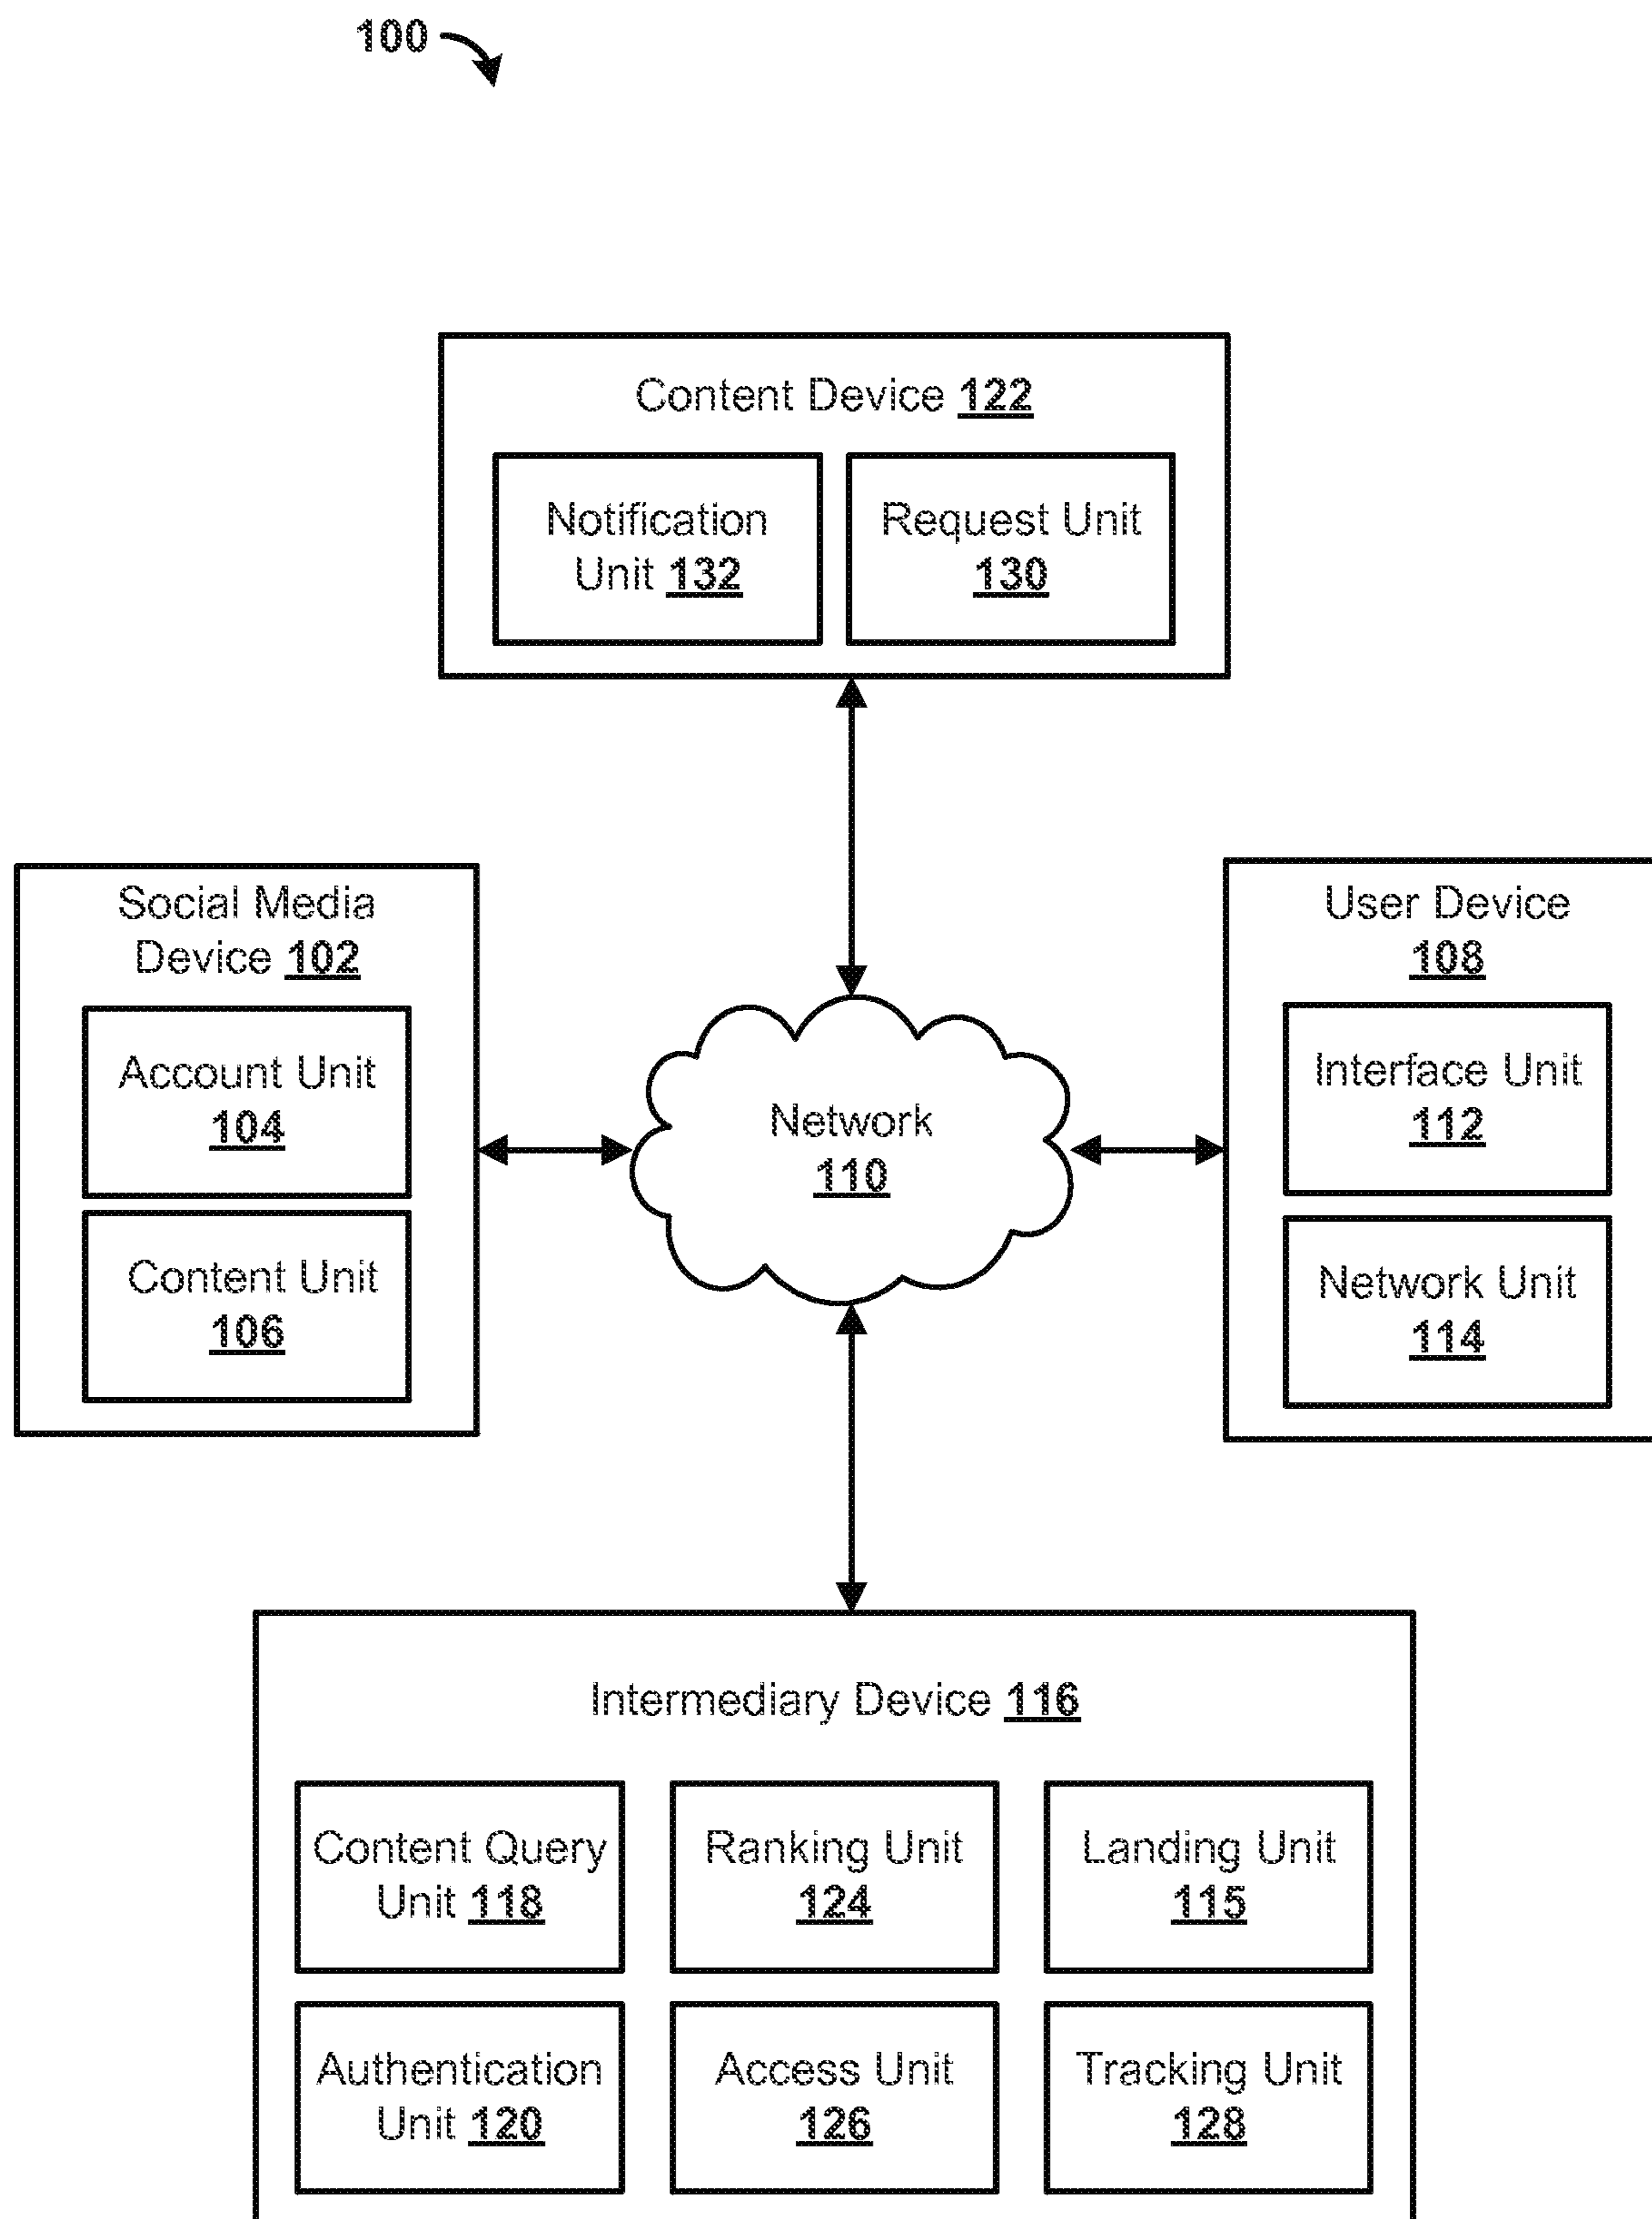 100
Content Device 122
Notification
Unit 132
Request Unit
130
Social Media
Device 102
Account Unit
104
Content Unit
106
Network
110
User Device
108
Interface Unit
112
Network Unit
114
Intermediary Device 116
Content Query
Unit 118
Ranking Unit
124
Landing Unit
115
Authentication
Unit 120
Access Unit
126
Tracking Unit
128